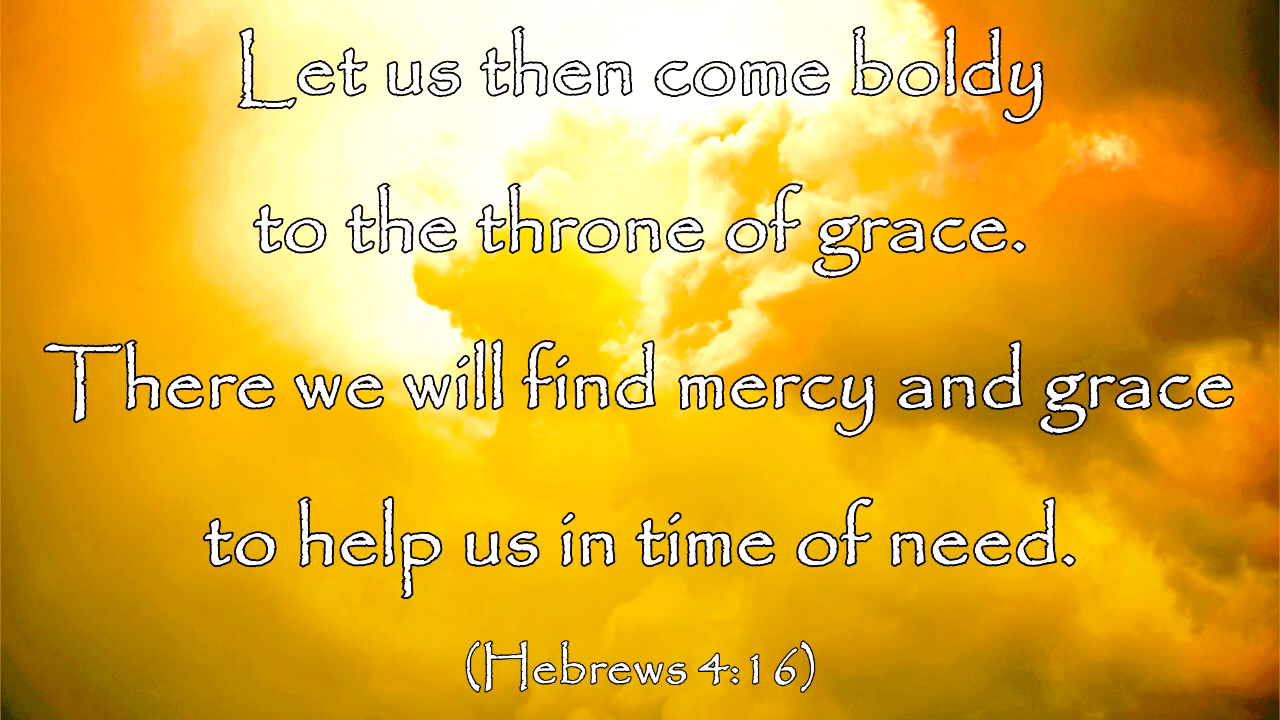 Let us then come boldy
to the throne of grace.
There we will find mercy and grace
to help us in time of need.
(Hebrews 4:16)